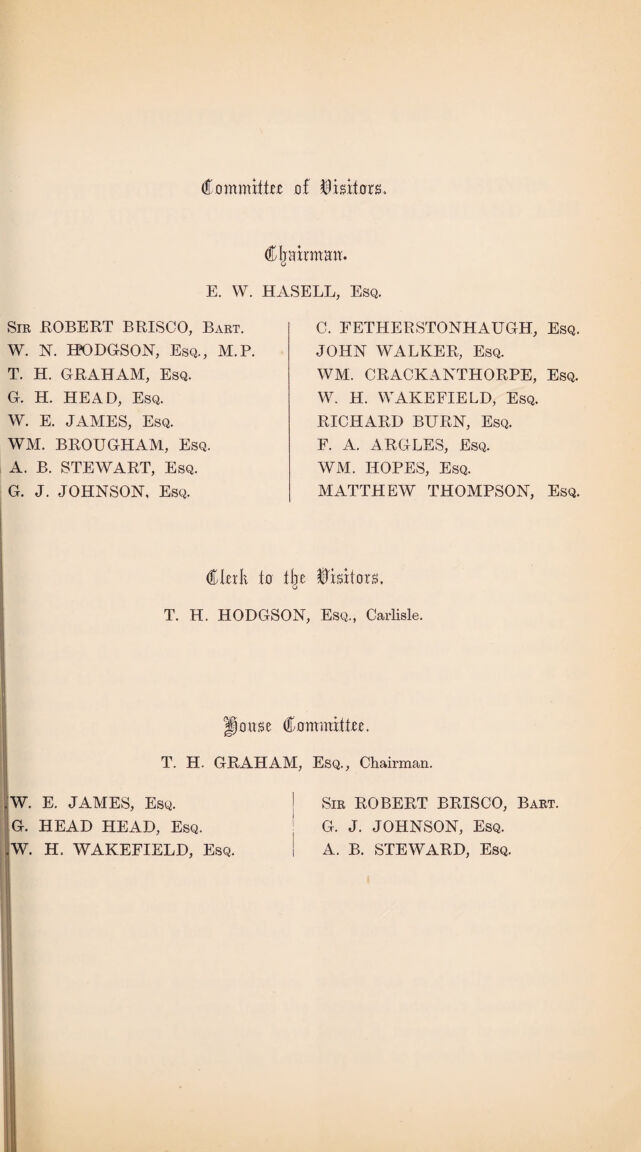 Committee of Visitors.
Chairman.
E. W. HASELL, Esq.
Sir ROBERT BRISCO, Bart.
W. N. HODGSON, Esq., M.P.
T. H. GRAHAM, Esq.
G. H. HEAD, Esq.
W. E. JAMES, Esq.
WM. BROUGHAM, Esq.
A. B. STEWART, Esq.
G. J. JOHNSON, Esq.
C. FETHERSTONHAUGH, Esq.
JOHN WALKER, Esq.
WM. CRACKANTHORPE, Esq.
W. H. WAKEFIELD, Esq.
RICHARD BURN, Esq.
F. A. ARGLES, Esq.
WM. HOPES, Esq.
MATTHEW THOMPSON, Esq.
Clerk to the Visitors.
T. H. HODGSON, Esq., Carlisle.
House Committee.
T. H. GRAHAM, Esq., Chairman.
W. E. JAMES, Esq.
G. HEAD HEAD, Esq.
W. H. WAKEFIELD, Esq.
Sir ROBERT BRISCO, Bart.
G. J. JOHNSON, Esq.
A. B. STEWARD, Esq.